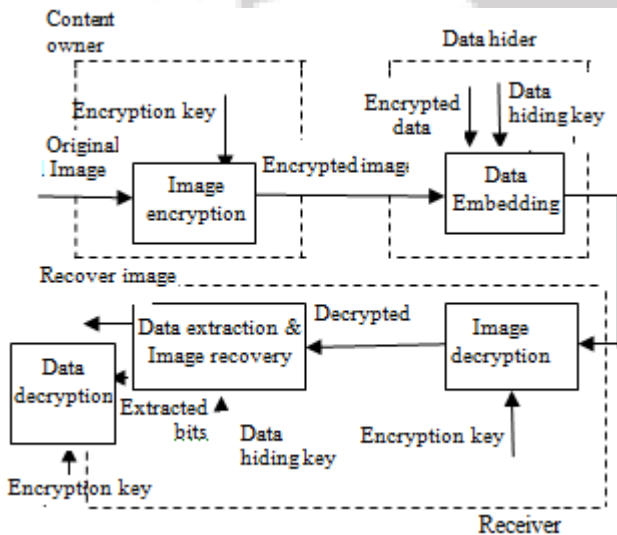 Content
owner
Data hider
Encryption key
Encrypted
data
Data
hiding key
Original
Image
Image
encryption
Encrypted image
Data
Embedding
Recover image
Data extraction &
Image recovery
Decrypted
Image
decryption
Data
decryption
Extracted
bits
Data
hiding key
Encryption key
Encryption key
Receiver